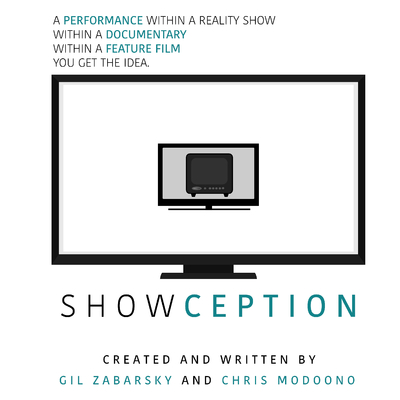 A PERFORMANCE WITHIN A REALITY SHOW
WITHIN A DOCUMENTARY
WITHIN A FEATURE FILM
YOU GET THE IDEA.
SHOWCEPTION
CREATED AND WRITTEN BY
GIL ZABARSKY AND CHRIS MODOONO